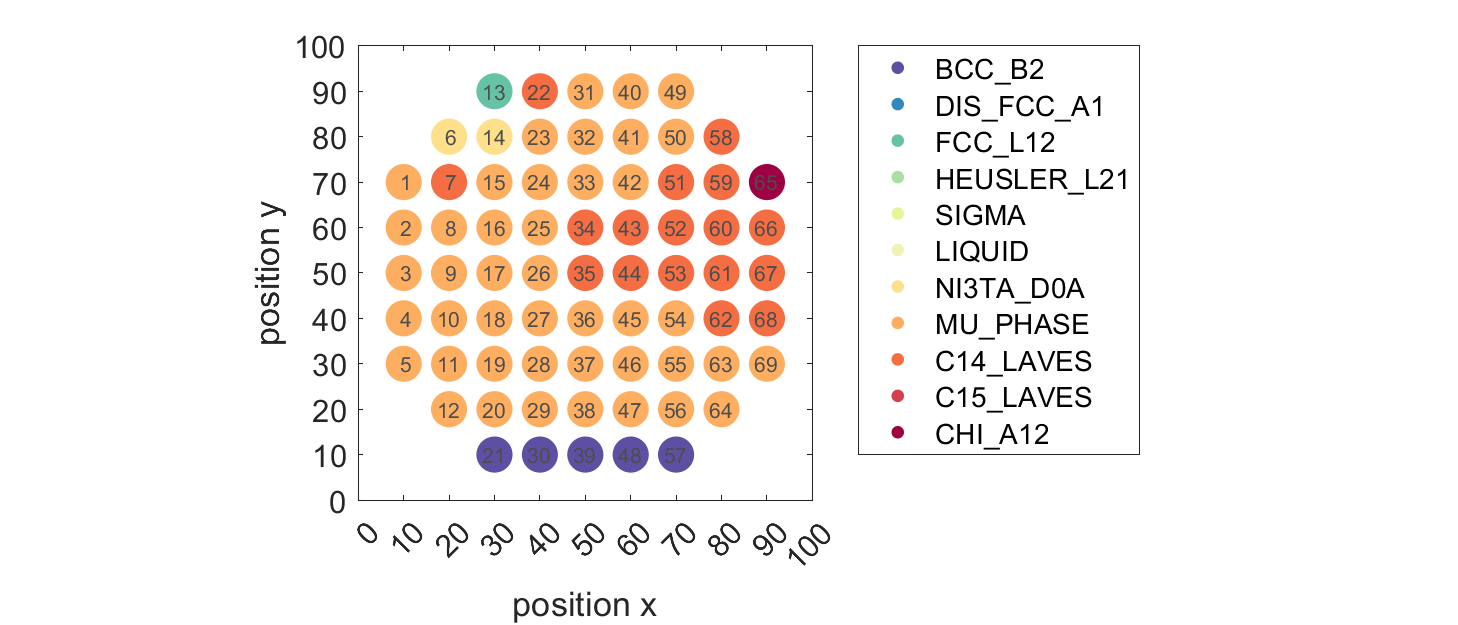 100
90
80
70
60
50
40
30
20
10
0
position y
13 22 31 40 49
6 14 23 32 41 50 58
1 7 15 24 33 42 51 59 65
2 8 16 25 34 43 52 60 66
3 9 17 26 35 44 53 61 67
4 10 18 27 36 45 54 62 68
5 11 19 28 37 46 55 63 69
12 20 29 38 47 56 64
21 30 39 48 57
0 10 20 30 40 50 60 70 80 90 100
position x
BCC_B2
DIS_FCC_A1
FCC_L12
HEUSLER_L21
SIGMA
LIQUID
NI3TA_D0A
MU_PHASE
C14_LAVES
C15_LAVES
CHI_A12